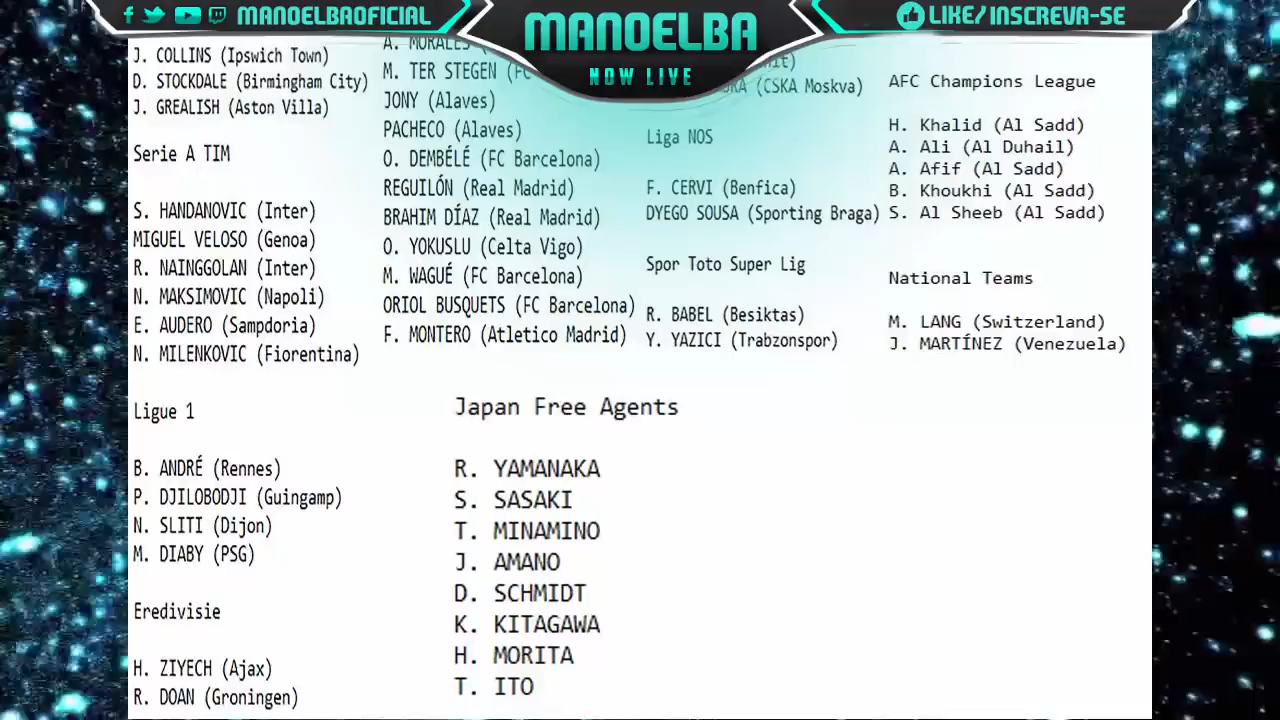 MANOELBAOFICIAL
MANOELBA
NOW LIVE
LIKE/INSCREVA-SE
J. COLLINS (Ipswich Town)
D. STOCKDALE (Birmingham City)
J. GREALISH (Aston Villa)
Serie A TIM
S. HANDANOVIC (Inter)
MIGUEL VELOSO (Genoa)
R. NAINGGOLAN (Inter)
N. MAKSIMOVIC (Napoli)
E. AUDERO (Sampdoria)
N. MILENKOVIC (Fiorentina)
Ligue 1
B. ANDRÉ (Rennes)
P. DJILOBODJI (Guingamp)
N. SLITI (Dijon)
M. DIABY (PSG)
Eredivisie
H. ZIYECH (Ajax)
R. DOAN (Groningen)
A. MORALES
M. TER STEGEN (FC
JONY (Alaves)
PACHECO (Alaves)
O. DEMBÉLÉ (FC Barcelona)
REGUILÓN (Real Madrid)
BRAHIM DÍAZ (Real Madrid)
O. YOKUSLU (Celta Vigo)
M. WAGUÉ (FC Barcelona)
ORIOL BUSQUETS (FC Barcelona)
F. MONTERO (Atletico Madrid)
(CSKA Moskva)
Liga NOS
F. CERVI (Benfica)
DYEGO SOUSA (Sporting Braga)
Spor Toto Super Lig
R. BABEL (Besiktas)
Y. YAZICI (Trabzonspor)
AFC Champions League
H. Khalid (Al Sadd)
A. Ali (Al Duhail)
A. Afif (Al Sadd)
B. Khoukhi (Al Sadd)
S. Al Sheeb (Al Sadd)
National Teams
M. LANG (Switzerland)
J. MARTÍNEZ (Venezuela)
Japan Free Agents
R. YAMANAKA
S. SASAKI
T. MINAMINO
J. AMANO
D. SCHMIDT
K. KITAGAWA
H. MORITA
T. ITO